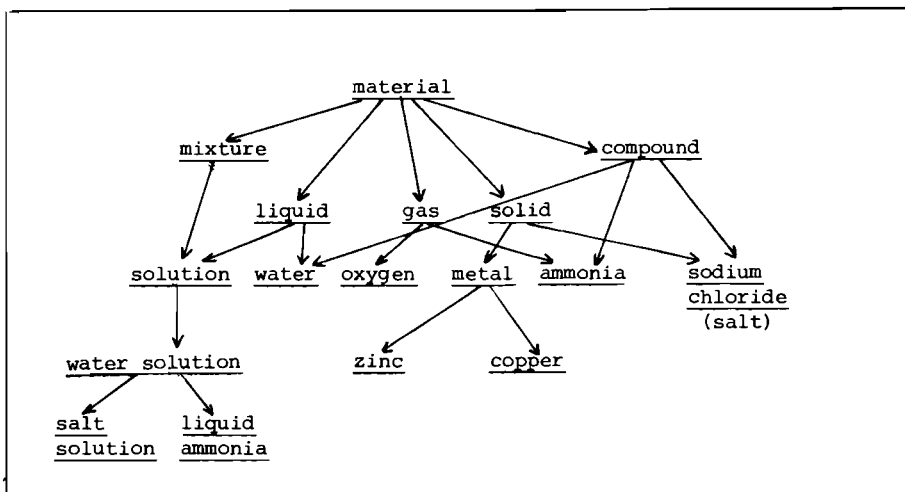 material
mixture
compound
liquid gas solid
solution water oxygen metal ammonia sodium
chloride
(salt)
water solution zinc copper
salt liquid
solution ammonia